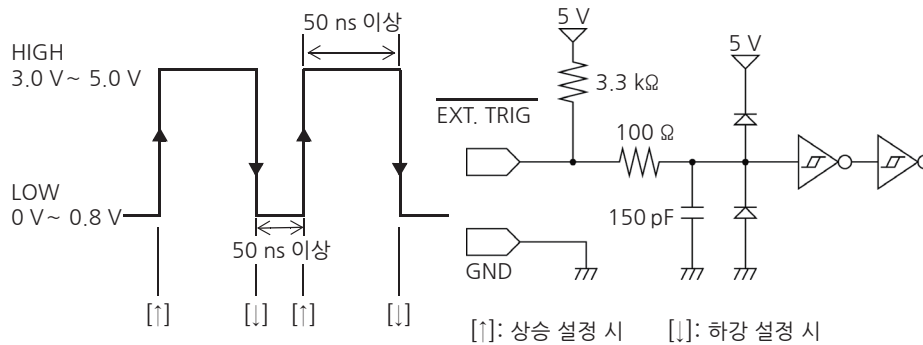 50 ns 이상
HIGH
3.0 V~ 5.0 V
LOW
0 V~ 0.8 V
50 ns 이상
[↑] [↓] [↑] [↓]
5 V
3.3 kΩ
5 V
EXT. TRIG
100 Ω
150 pF
GND
[↑]: 상승 설정 시 [↓]: 하강 설정 시